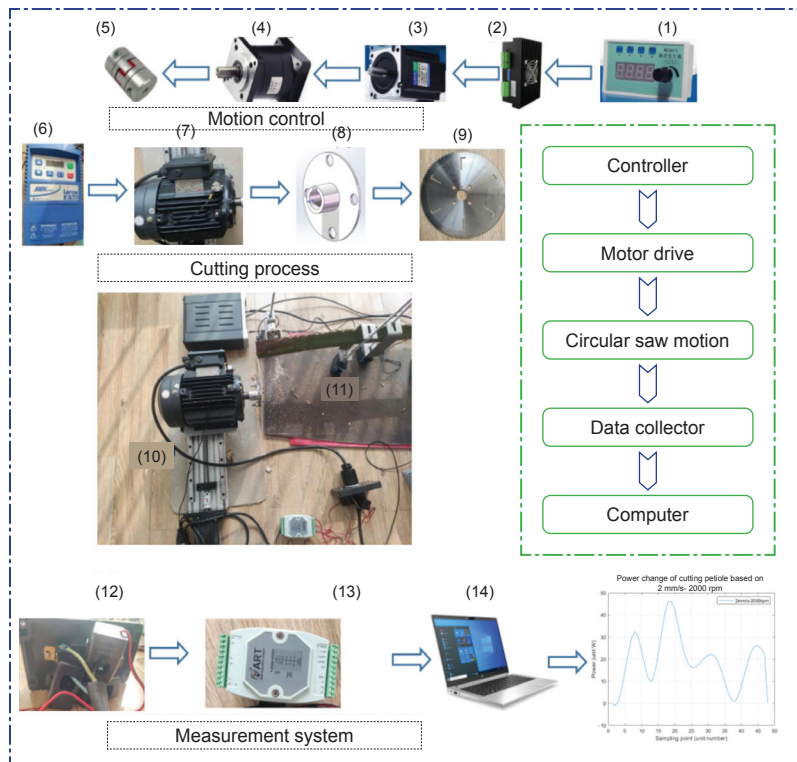 (5)
(4)
(3)
(2)
(1)
Motion control
(6)
(7)
(8)
(9)
Controller
Motor drive
Circular saw motion
Data collector
Computer
Cutting process
(10)
(11)
(12)
(13)
(14)
ART
Measurement system
Power change of cutting petiole based on
2 mm/s- 2000 rpm
2mm/s-2000rpm
Power (unit:W)
50
40
30
20
10
0
-10
0 5 10 15 20 25 30 35 40 45 50
Sampling point (unit number)